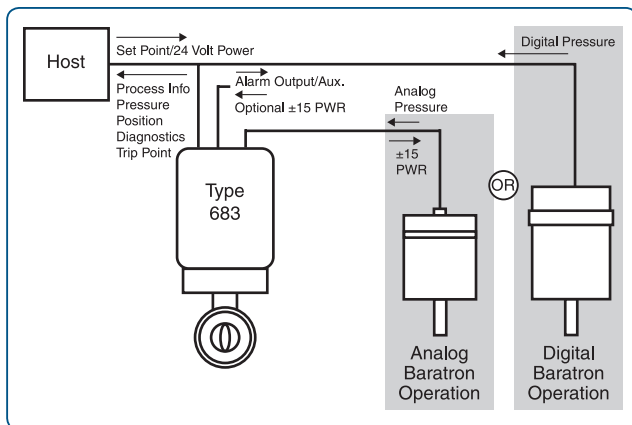 Host
Set Point/24 Volt Power
Process Info
Pressure
Position
Diagnostics
Trip Point
Alarm Output/Aux.
Optional ±15 PWR
Type
683
Analog
Pressure
±15
PWR
OR
Digital Pressure
Analog
Baratron
Operation
Digital
Baratron
Operation